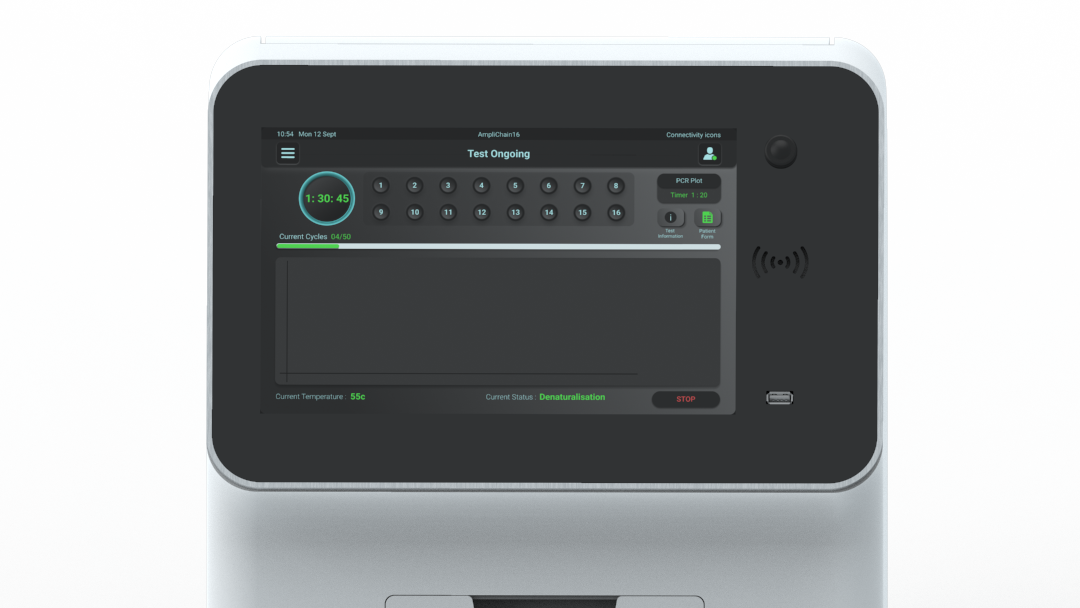 10:54 Mon 12 Sept AmpliChain16 Connectivity icons
Test Ongoing
1: 30: 45
1 2 3 4 5 6 7 8
9 10 11 12 13 14 15 16
PCR Plot
Timer 1 : 20
Test Information
Patient Form
Current Cycles 04/50
Current Temperature : 55c
Current Status : Denaturalisation
STOP